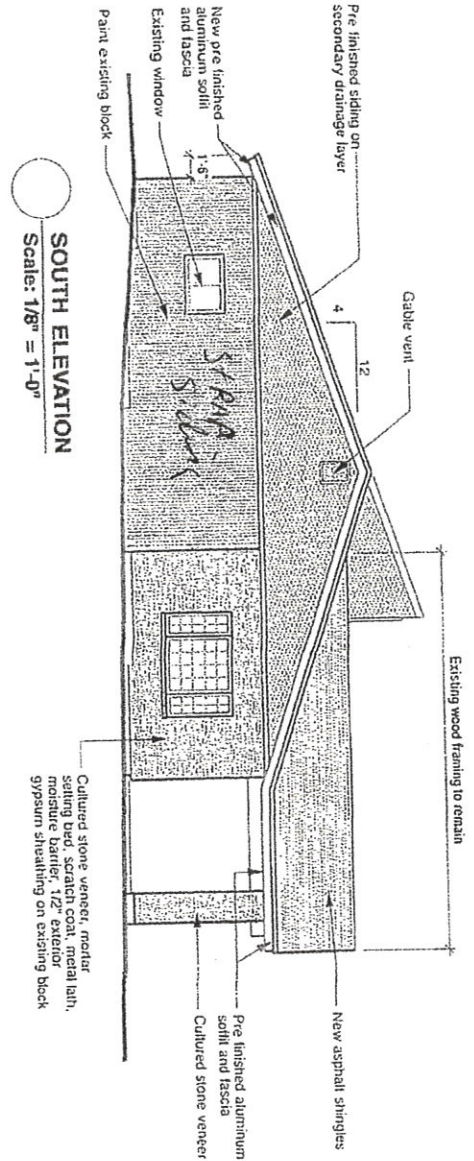 Pre finished siding on
secondary drainage layer
New pre finished
aluminum soffit
and fascia
Existing window
Paint existing block
1'-6"
4
12
Gable vent
Existing wood framing to remain
New asphalt shingles
Pre finished aluminum
soffit and fascia
Cultured stone veneer
Cultured stone veneer, mortar
setting bed, scratch coat, metal lath,
moisture barrier, 1/2" exterior
gypsum sheathing on existing block
Siding
SOUTH ELEVATION
Scale: 1/8" = 1'-0"